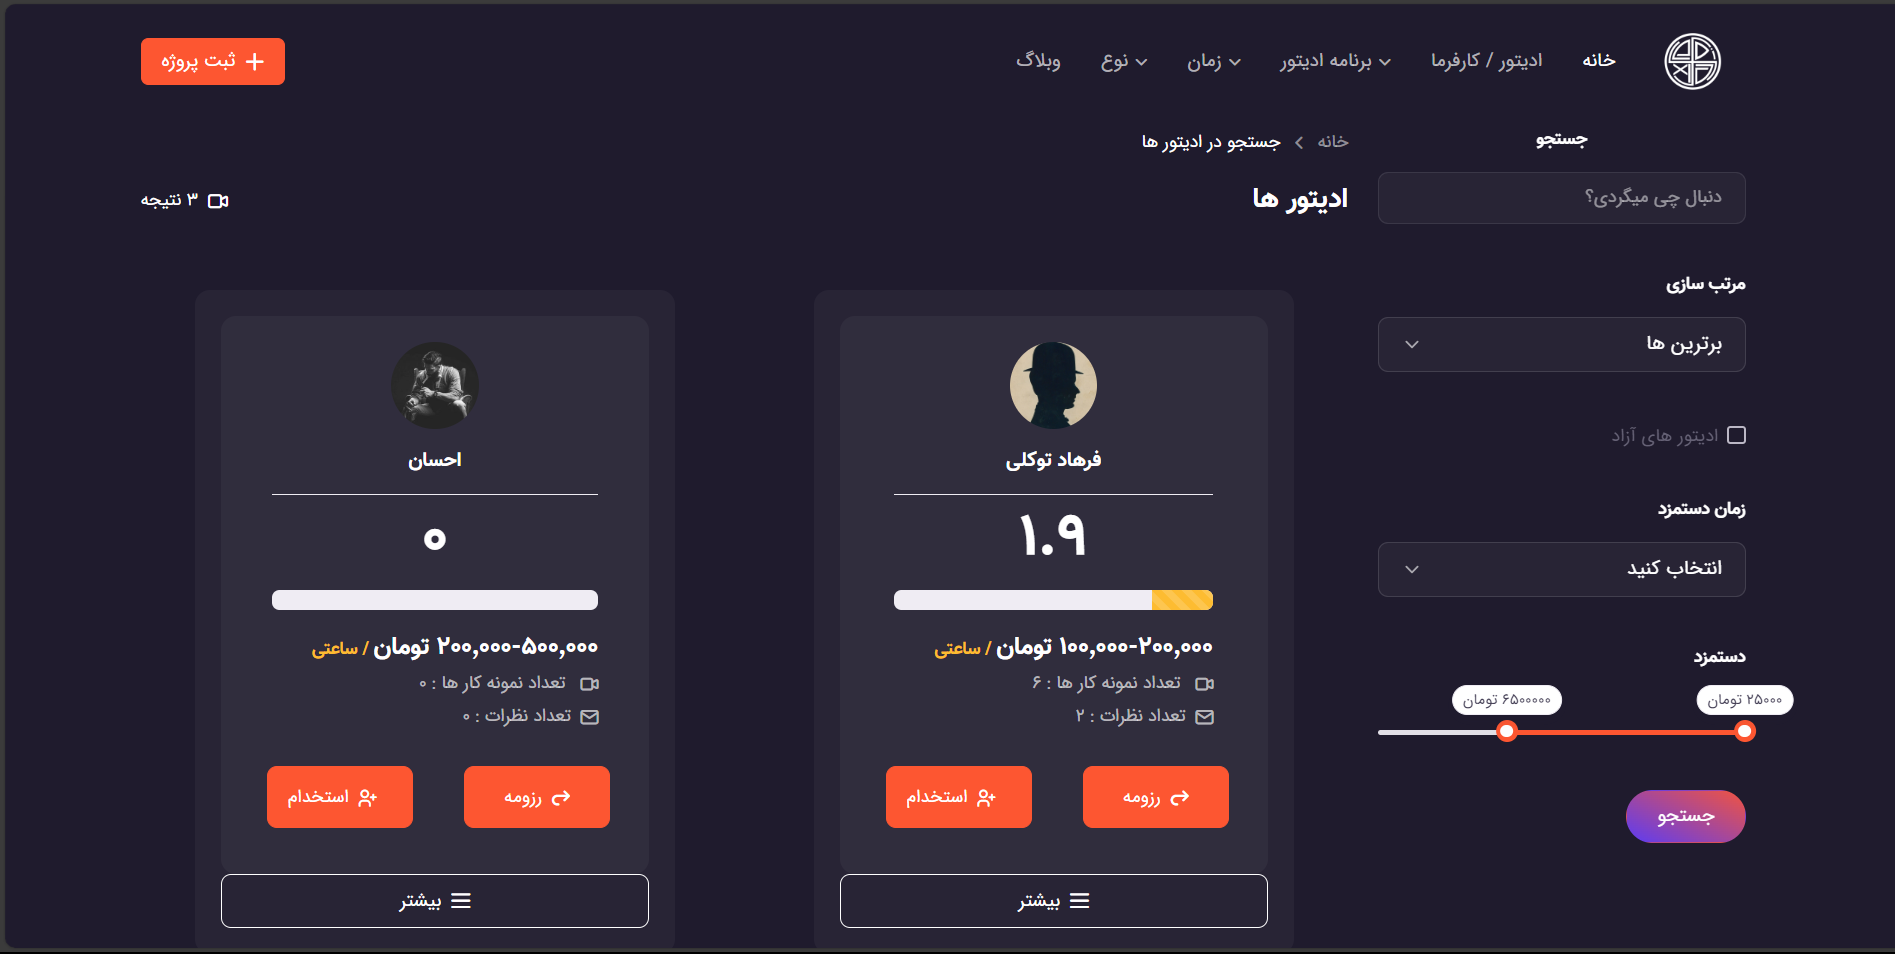 خانه
ادیتور / کارفرما
برنامه ادیتور
زمان
نوع
وبلاگ
ثبت پروژه
جستجو
دنبال چی میگردی؟
مرتب سازی
برترین ها
ادیتور های آزاد
زمان دستمزد
انتخاب کنید
دستمزد
۲۵۰۰۰ تومان
۶۵۰۰۰۰۰ تومان
جستجو
خانه
جستجو در ادیتور ها
ادیتور ها
۳ نتیجه
فرهاد توکلی
۱.۹
۱۰۰,۰۰۰-۲۰۰,۰۰۰ تومان / ساعتی
تعداد نمونه کار ها : ۶
تعداد نظرات : ۲
رزومه
استخدام
بیشتر
احسان
۰
۲۰۰,۰۰۰-۵۰۰,۰۰۰ تومان / ساعتی
تعداد نمونه کار ها : ۰
تعداد نظرات : ۰
رزومه
استخدام
بیشتر